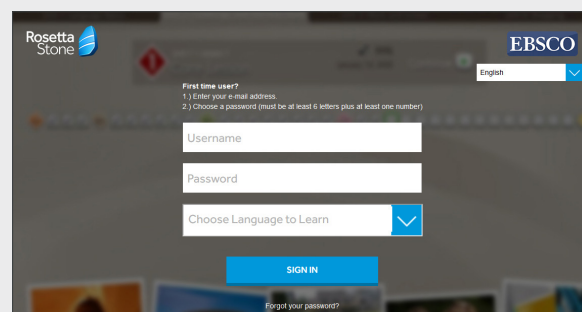 Rosetta
Stone
EBSCO
English
First time user?
1.) Enter your e-mail address.
2.) Choose a password (must be at least 6 letters plus at least one number)
Username
Password
Choose Language to Learn
SIGN IN
Forgot your password?